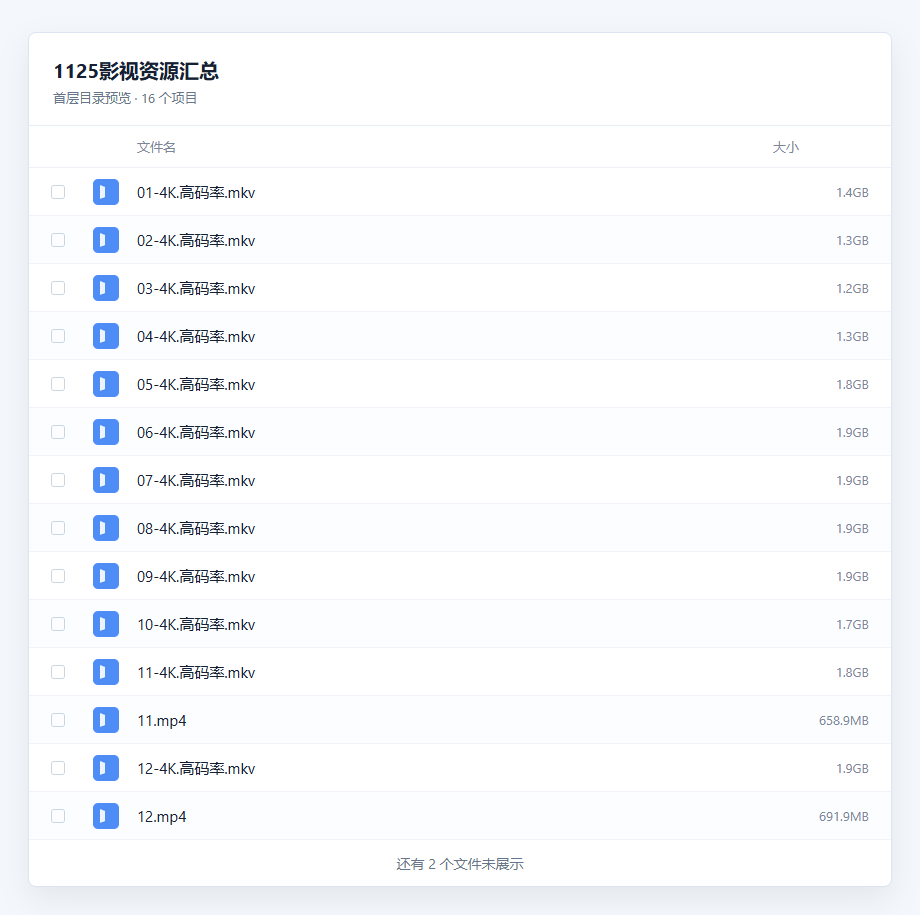 1125影视资源汇总
首层目录预览 · 16 个项目
文件名 大小
01-4K.高码率.mkv 1.4GB
02-4K.高码率.mkv 1.3GB
03-4K.高码率.mkv 1.2GB
04-4K.高码率.mkv 1.3GB
05-4K.高码率.mkv 1.8GB
06-4K.高码率.mkv 1.9GB
07-4K.高码率.mkv 1.9GB
08-4K.高码率.mkv 1.9GB
09-4K.高码率.mkv 1.9GB
10-4K.高码率.mkv 1.7GB
11-4K.高码率.mkv 1.8GB
11.mp4 658.9MB
12-4K.高码率.mkv 1.9GB
12.mp4 691.9MB
还有 2 个文件未展示